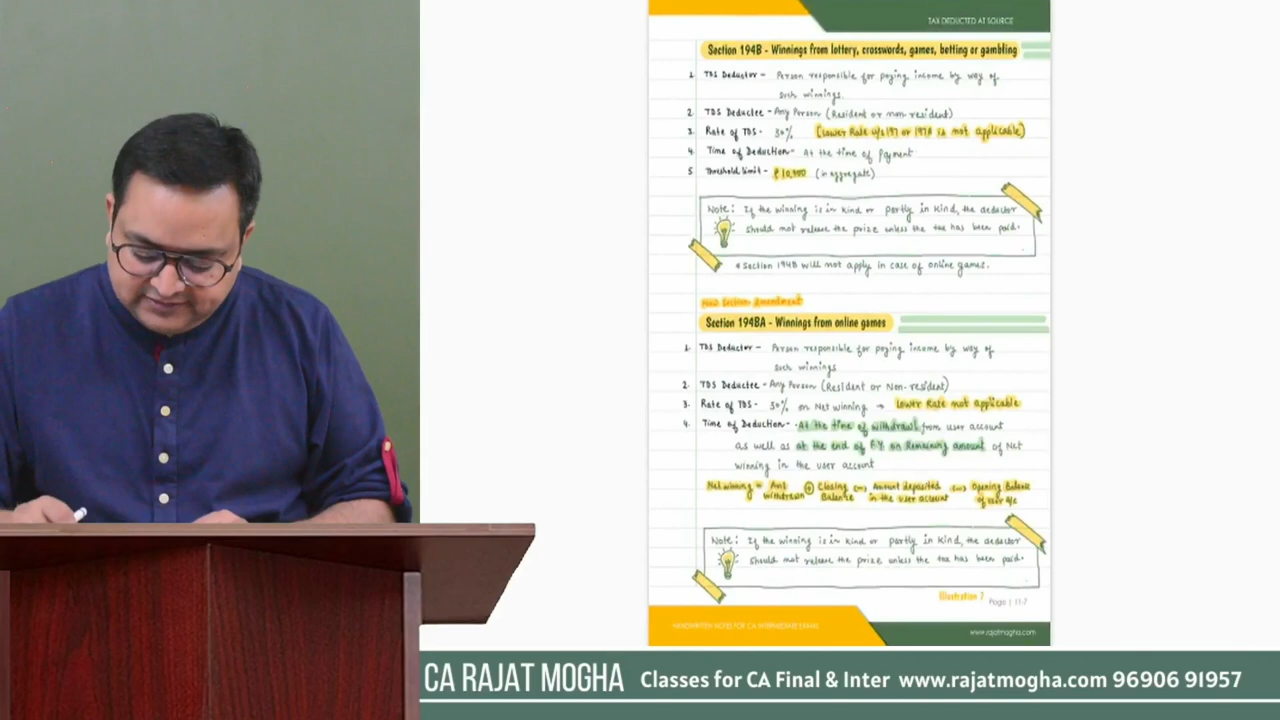 TAX DEDUCTED AT SOURCE
Section 194B - Winnings from lottery, crosswords, games, betting or gambling
1. TDS Deductor - Person responsible for paying income by way of
such winnings.
2. TDS Deductee - Any Person (Resident or non-resident)
3. Rate of TDS - 30% (Lower Rate u/s 197 or 197A is not applicable)
4. Time of Deduction - At the time of Payment
5. Threshold limit - ₹10,000 (in aggregate)
Note: If the winning is in kind or partly in kind, the deductor
should not release the prize unless the tax has been paid.
* Section 194B will not apply in case of online games.
New Section Amendment
Section 194BA - Winnings from online games
1. TDS Deductor - Person responsible for paying income by way of
such winnings
2. TDS Deductee - Any Person (Resident or Non-resident)
3. Rate of TDS - 30% on Net winning → Lower Rate not applicable
4. Time of Deduction - At the time of withdrawl from user account
as well as at the end of F.Y on Remaining amount of Net
winning in the user account
Net winning = Amt withdrawn (+) Closing Balance (-) Amount deposited in the user account (-) Opening Balance of user a/c
Note: If the winning is in kind or partly in kind, the deductor
should not release the prize unless the tax has been paid.
Illustration 7
Page | 11.7
HANDWRITTEN NOTES FOR CA INTERMEDIATE EXAMS
www.rajatmogha.com
CA RAJAT MOGHA Classes for CA Final & Inter www.rajatmogha.com 96906 91957